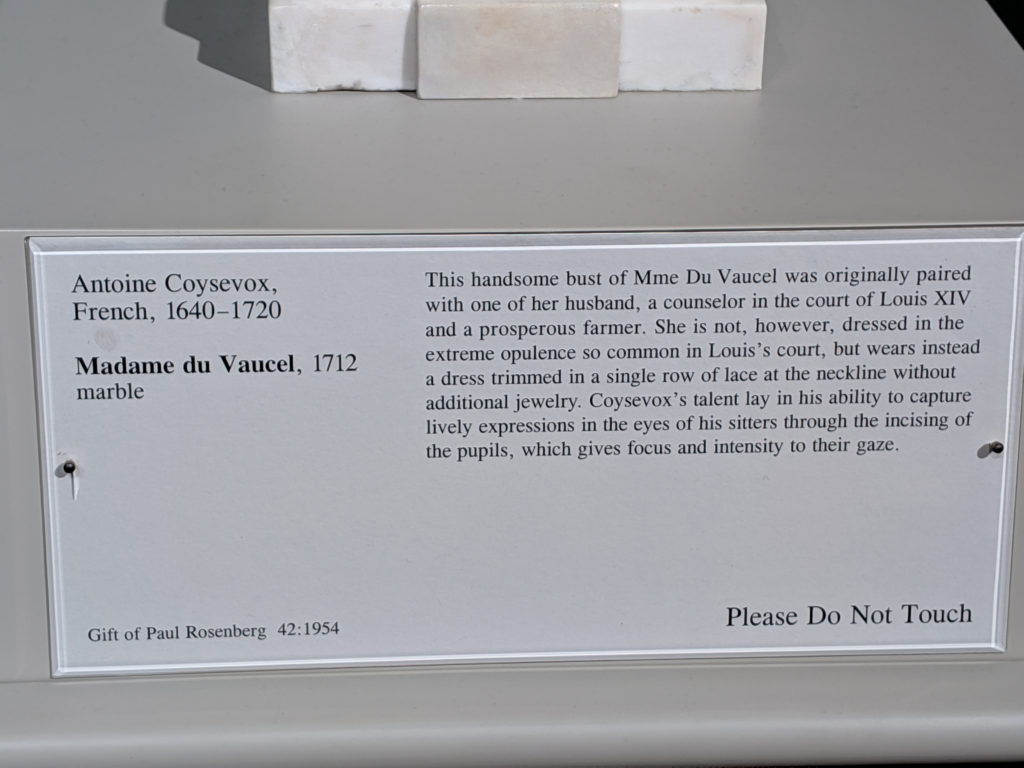 Antoine Coysevox,
French, 1640–1720
Madame du Vaucel, 1712
marble
This handsome bust of Mme Du Vaucel was originally paired
with one of her husband, a counselor in the court of Louis XIV
and a prosperous farmer. She is not, however, dressed in the
extreme opulence so common in Louis's court, but wears instead
a dress trimmed in a single row of lace at the neckline without
additional jewelry. Coysevox's talent lay in his ability to capture
lively expressions in the eyes of his sitters through the incising of
the pupils, which gives focus and intensity to their gaze.
Gift of Paul Rosenberg 42:1954
Please Do Not Touch